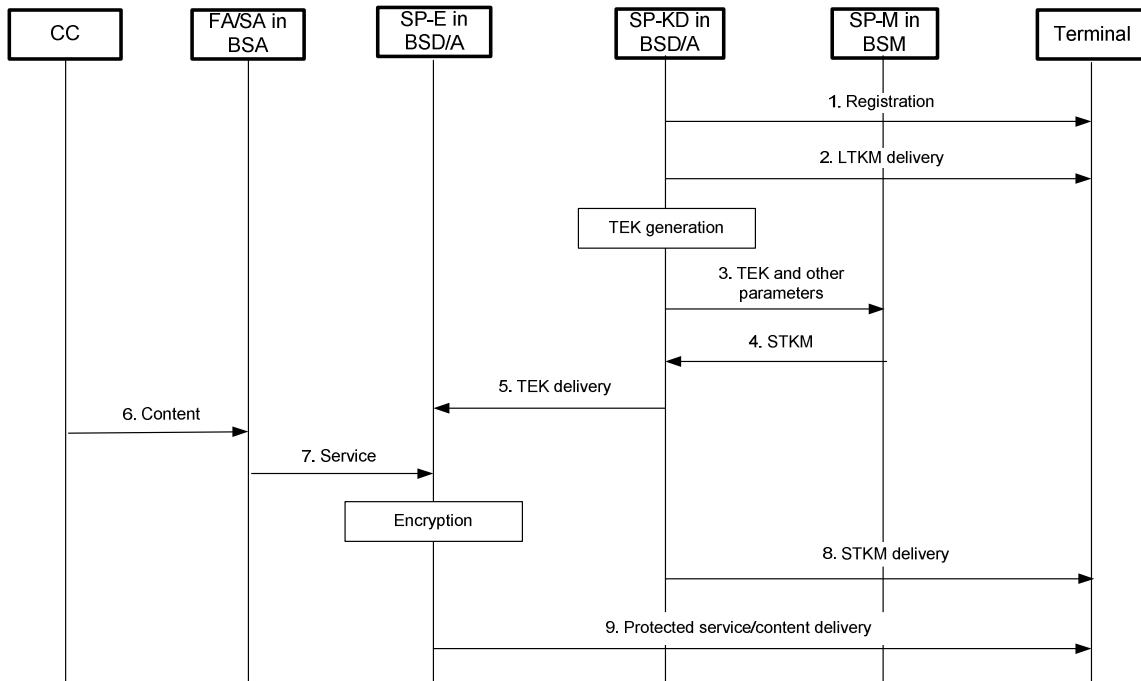 CC
FA/SA in
BSA
SP-E in
BSD/A
SP-KD in
BSD/A
SP-M in
BSM
Terminal
1. Registration
2. LTKM delivery
TEK generation
3. TEK and other
parameters
4. STKM
5. TEK delivery
6. Content
7. Service
Encryption
8. STKM delivery
9. Protected service/content delivery